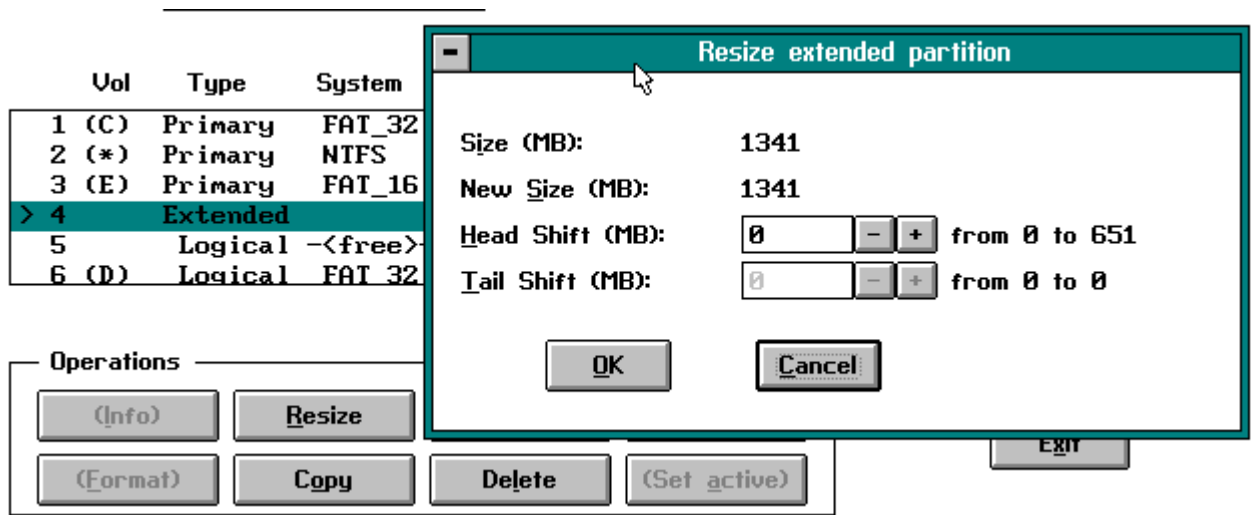 Resize extended partition
Vol Type System
1 (C) Primary FAT_32
2 (*) Primary NTFS
3 (E) Primary FAT_16
> 4 Extended
5 Logical -<free>-
6 (D) Logical FAT 32
Size (MB): 1341
New Size (MB): 1341
Head Shift (MB): 0 - + from 0 to 651
Tail Shift (MB): 0 - + from 0 to 0
OK Cancel
Operations
(Info) Resize
Exit
(Format) Copy Delete (Set active)